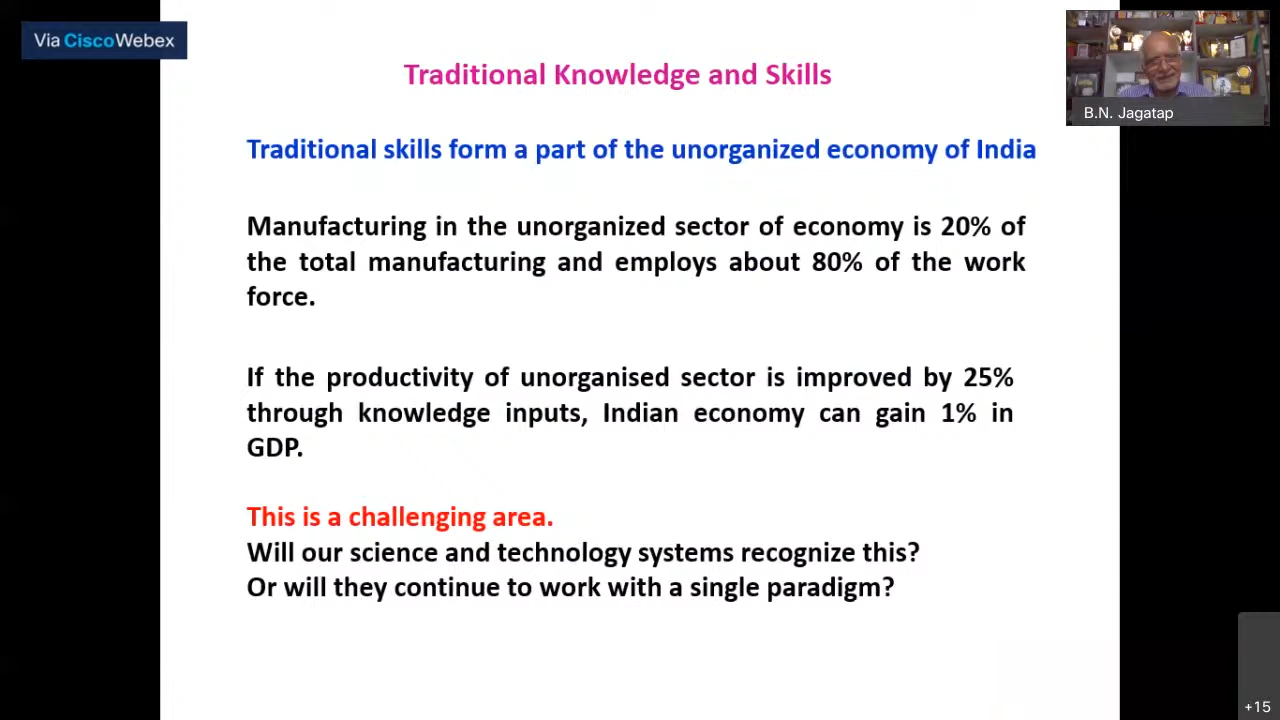 Via CiscoWebex
Traditional Knowledge and Skills
B.N. Jagatap
Traditional skills form a part of the unorganized economy of India
Manufacturing in the unorganized sector of economy is 20% of
the total manufacturing and employs about 80% of the work
force.
If the productivity of unorganised sector is improved by 25%
through knowledge inputs, Indian economy can gain 1% in
GDP.
This is a challenging area.
Will our science and technology systems recognize this?
Or will they continue to work with a single paradigm?
+15